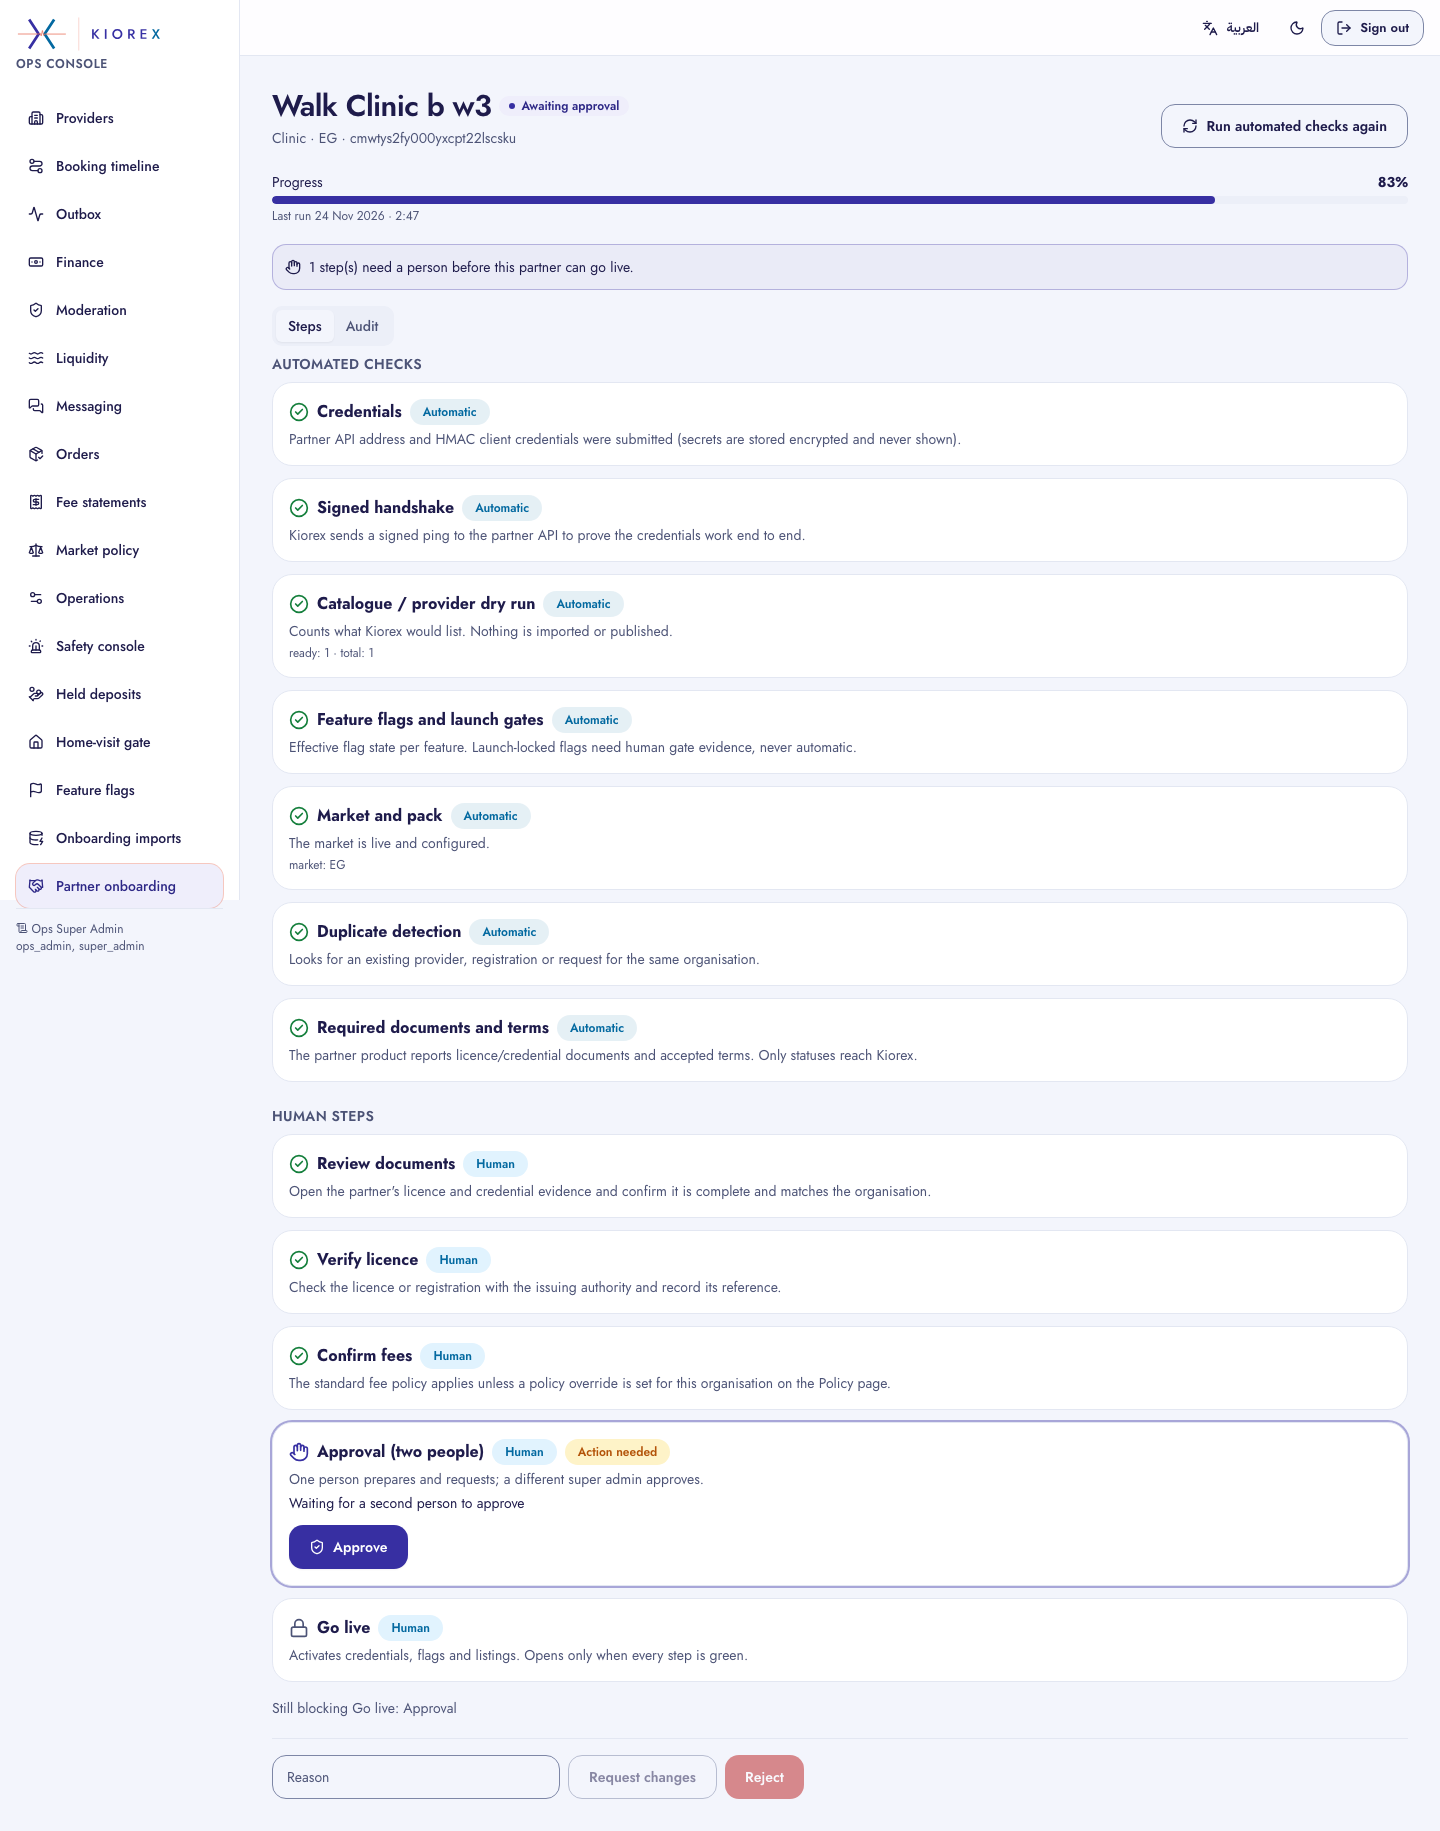 KIOREX
OPS CONSOLE
Providers
Booking timeline
Outbox
Finance
Moderation
Liquidity
Messaging
Orders
Fee statements
Market policy
Operations
Safety console
Held deposits
Home-visit gate
Feature flags
Onboarding imports
Partner onboarding
Ops Super Admin
ops_admin, super_admin
العربية
Sign out
Walk Clinic b w3
Awaiting approval
Clinic · EG · cmwtys2fy000yxcpt22lscsku
Run automated checks again
Progress
83%
Last run 24 Nov 2026 · 2:47
1 step(s) need a person before this partner can go live.
Steps
Audit
AUTOMATED CHECKS
Credentials Automatic
Partner API address and HMAC client credentials were submitted (secrets are stored encrypted and never shown).
Signed handshake Automatic
Kiorex sends a signed ping to the partner API to prove the credentials work end to end.
Catalogue / provider dry run Automatic
Counts what Kiorex would list. Nothing is imported or published.
ready: 1 · total: 1
Feature flags and launch gates Automatic
Effective flag state per feature. Launch-locked flags need human gate evidence, never automatic.
Market and pack Automatic
The market is live and configured.
market: EG
Duplicate detection Automatic
Looks for an existing provider, registration or request for the same organisation.
Required documents and terms Automatic
The partner product reports licence/credential documents and accepted terms. Only statuses reach Kiorex.
HUMAN STEPS
Review documents Human
Open the partner's licence and credential evidence and confirm it is complete and matches the organisation.
Verify licence Human
Check the licence or registration with the issuing authority and record its reference.
Confirm fees Human
The standard fee policy applies unless a policy override is set for this organisation on the Policy page.
Approval (two people) Human Action needed
One person prepares and requests; a different super admin approves.
Waiting for a second person to approve
Approve
Go live Human
Activates credentials, flags and listings. Opens only when every step is green.
Still blocking Go live: Approval
Reason
Request changes
Reject